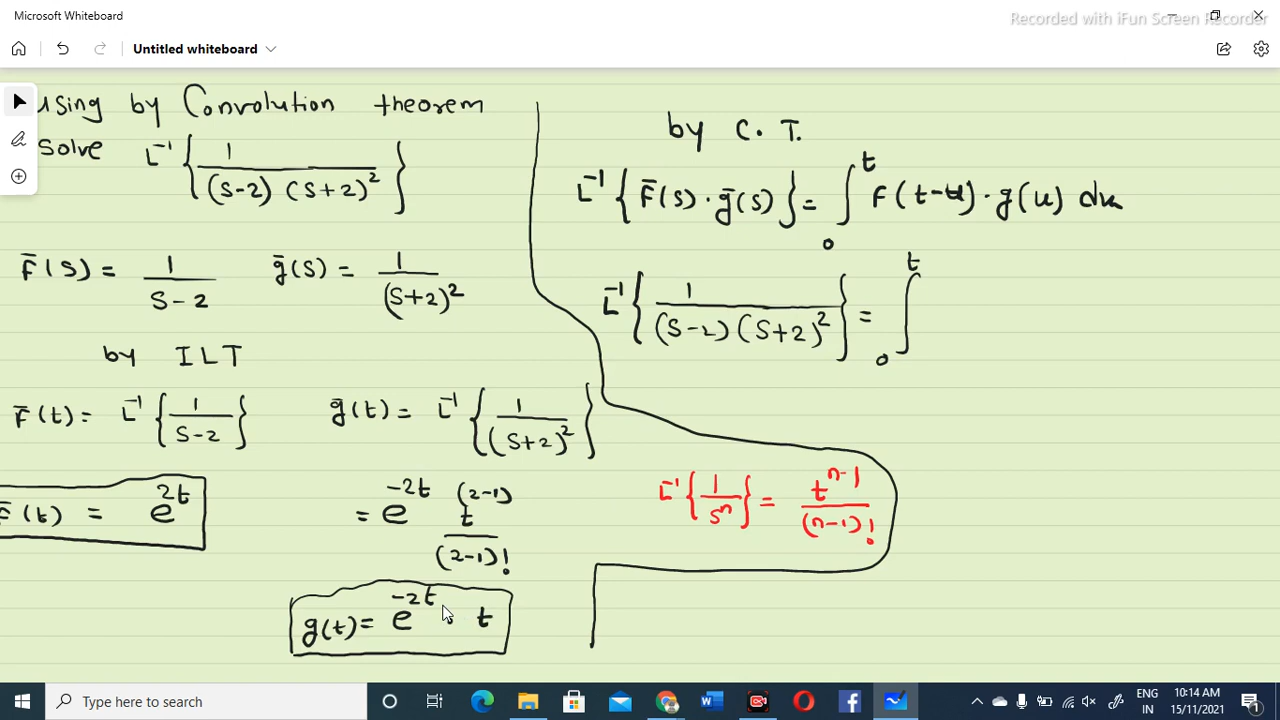 Microsoft Whiteboard
Recorded with iFun Screen Recorder
Untitled whiteboard
using by Convolution theorem
Solve L⁻¹ { 1 / (S-2) (S+2)² }
F̄(S) = 1 / S-2    ḡ(S) = 1 / (S+2)²
by ILT
F̄(t) = L⁻¹ { 1 / S-2 }    ḡ(t) = L⁻¹ { 1 / (S+2)² }
F(t) = e^2t    = e^-2t t^(2-1) / (2-1)!
g(t) = e^-2t · t
by C. T.
L⁻¹ { F̄(S) · ḡ(S) } = ∫₀ᵗ F(t-u) · g(u) du
L⁻¹ { 1 / (S-2) (S+2)² } = ∫₀ᵗ
L⁻¹ { 1 / Sⁿ } = t^n-1 / (n-1)!
Type here to search
ENG
IN
10:14 AM
15/11/2021